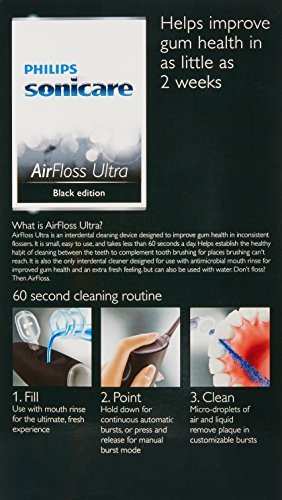 Helps improve
gum health in
as little as
2 weeks
PHILIPS
sonicare
AirFloss Ultra
Black edition
What is AirFloss Ultra?
AirFloss Ultra is an interdental cleaning device designed to improve gum health in inconsistent
flossers. It is small, easy to use, and takes less than 60 seconds a day. Helps establish the healthy
habit of cleaning between the teeth to complement tooth brushing for places brushing can't
reach. It is also the only interdental cleaner designed for use with antimicrobial mouth rinse for
improved gum health and an extra fresh feeling, but can also be used with water. Don't floss?
Then AirFloss.
60 second cleaning routine
1. Fill
Use with mouth rinse
for the ultimate, fresh
experience
2. Point
Hold down for
continuous automatic
bursts, or press and
release for manual
burst mode
3. Clean
Micro-droplets of
air and liquid
remove plaque in
customizable bursts